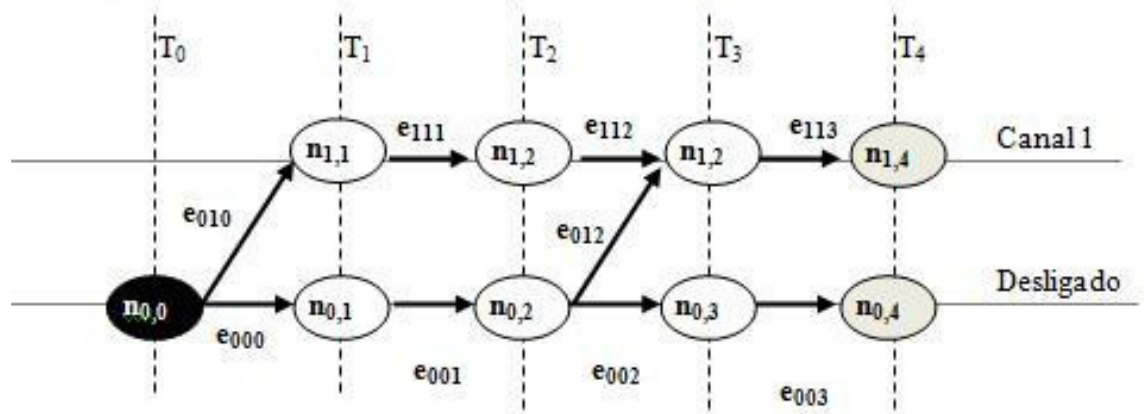 T0 T1 T2 T3 T4
e111 e112 e113 Canal 1
n1,1 n1,2 n1,2 n1,4
e010 e012
Desligado
n0,0 n0,1 n0,2 n0,3 n0,4
e000
e001 e002 e003